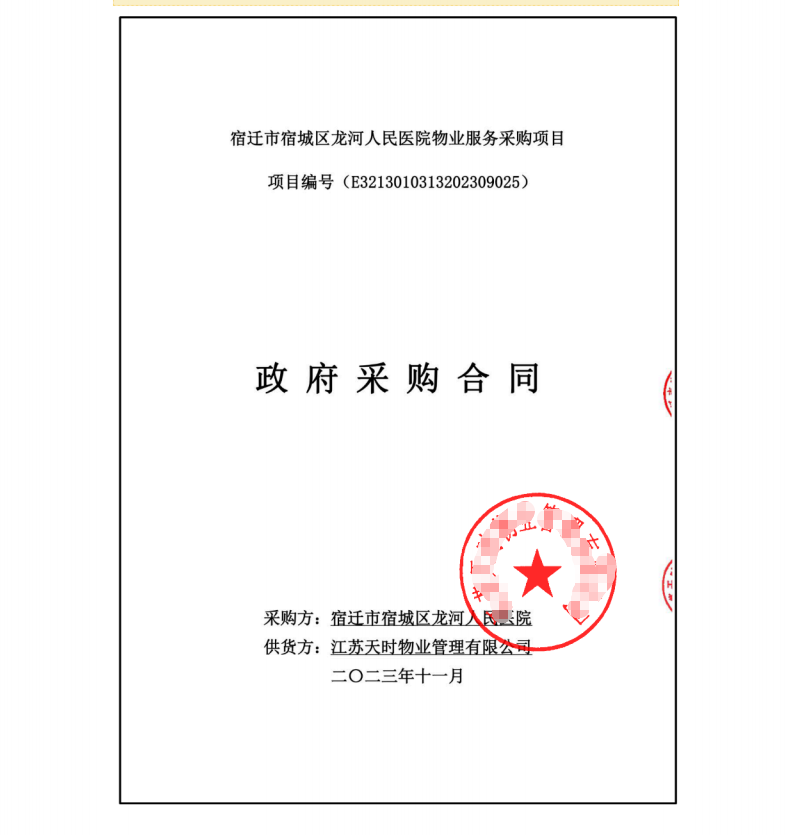 宿迁市宿城区龙河人民医院物业服务采购项目
项目编号（E3213010313202309025）
政府采购合同
采购方：宿迁市宿城区龙河人民医院
供货方：江苏天时物业管理有限公司
二〇二三年十一月